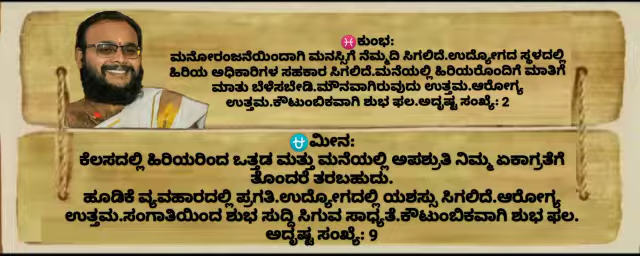 ♓ಕುಂಭ:
ಮನೋರಂಜನೆಯಿಂದಾಗಿ ಮನಸ್ಸಿಗೆ ನೆಮ್ಮದಿ ಸಿಗಲಿದೆ.ಉದ್ಯೋಗದ ಸ್ಥಳದಲ್ಲಿ
ಹಿರಿಯ ಅಧಿಕಾರಿಗಳ ಸಹಕಾರ ಸಿಗಲಿದೆ.ಮನೆಯಲ್ಲಿ ಹಿರಿಯರೊಂದಿಗೆ ಮಾತಿಗೆ
ಮಾತು ಬೆಳೆಸಬೇಡಿ.ಮೌನವಾಗಿರುವುದು ಉತ್ತಮ.ಆರೋಗ್ಯ
ಉತ್ತಮ.ಕೌಟುಂಬಿಕವಾಗಿ ಶುಭ ಫಲ.ಅದೃಷ್ಟ ಸಂಖ್ಯೆ: 2
⛎ಮೀನ:
ಕೆಲಸದಲ್ಲಿ ಹಿರಿಯರಿಂದ ಒತ್ತಡ ಮತ್ತು ಮನೆಯಲ್ಲಿ ಅಪಶ್ರುತಿ ನಿಮ್ಮ ಏಕಾಗ್ರತೆಗೆ
ತೊಂದರೆ ತರಬಹುದು.
ಹೂಡಿಕೆ ವ್ಯವಹಾರದಲ್ಲಿ ಪ್ರಗತಿ.ಉದ್ಯೋಗದಲ್ಲಿ ಯಶಸ್ಸು ಸಿಗಲಿದೆ.ಆರೋಗ್ಯ
ಉತ್ತಮ.ಸಂಗಾತಿಯಿಂದ ಶುಭ ಸುದ್ದಿ ಸಿಗುವ ಸಾಧ್ಯತೆ.ಕೌಟುಂಬಿಕವಾಗಿ ಶುಭ ಫಲ.
ಅದೃಷ್ಟ ಸಂಖ್ಯೆ: 9